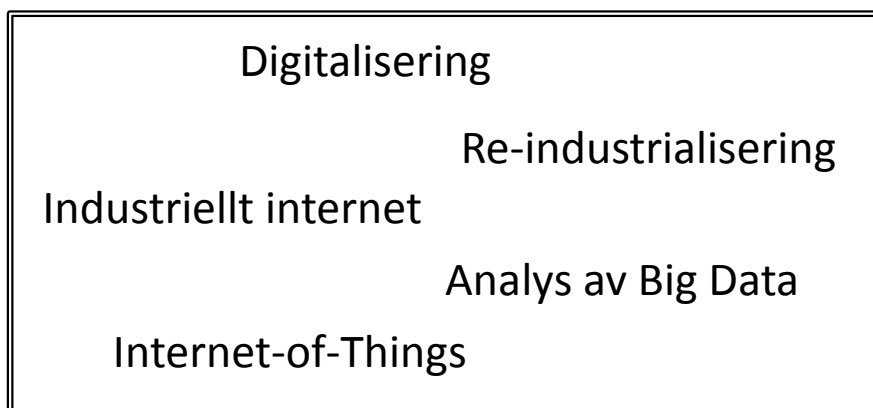 Digitalisering
Re-industrialisering
Industriellt internet
Analys av Big Data
Internet-of-Things